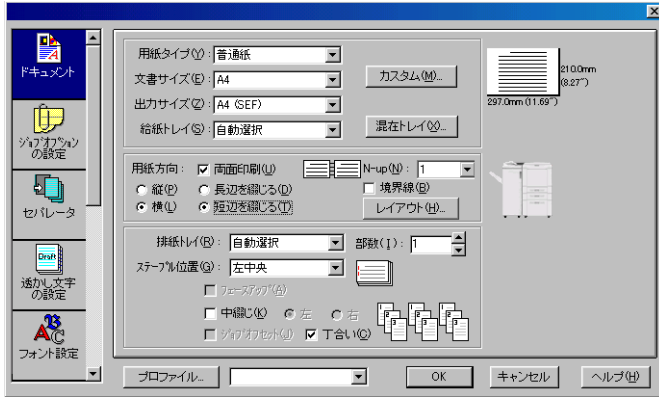 ドキュメント
ジョブオプション
の設定
セパレータ
Draft
透かし文字
の設定
フォント設定
用紙タイプ(Y): 普通紙
文書サイズ(E): A4
カスタム(M)...
出力サイズ(Z): A4 (SEF)
給紙トレイ(S): 自動選択
混在トレイ(X)...
210.0mm
(8.27")
297.0mm (11.69")
用紙方向: 両面印刷(U)
N-up(N): 1
縦(P) 長辺を綴じる(D)
境界線(B)
横(L) 短辺を綴じる(T)
レイアウト(H)...
排紙トレイ(R): 自動選択
部数(I): 1
ステープル位置(G): 左中央
フェースアップ(A)
中綴じ(K) 左 右
ジョブオフセット(J) 丁合い(C)
1 2 3
1 2 3
1 2 3
プロファイル... OK キャンセル ヘルプ(H)